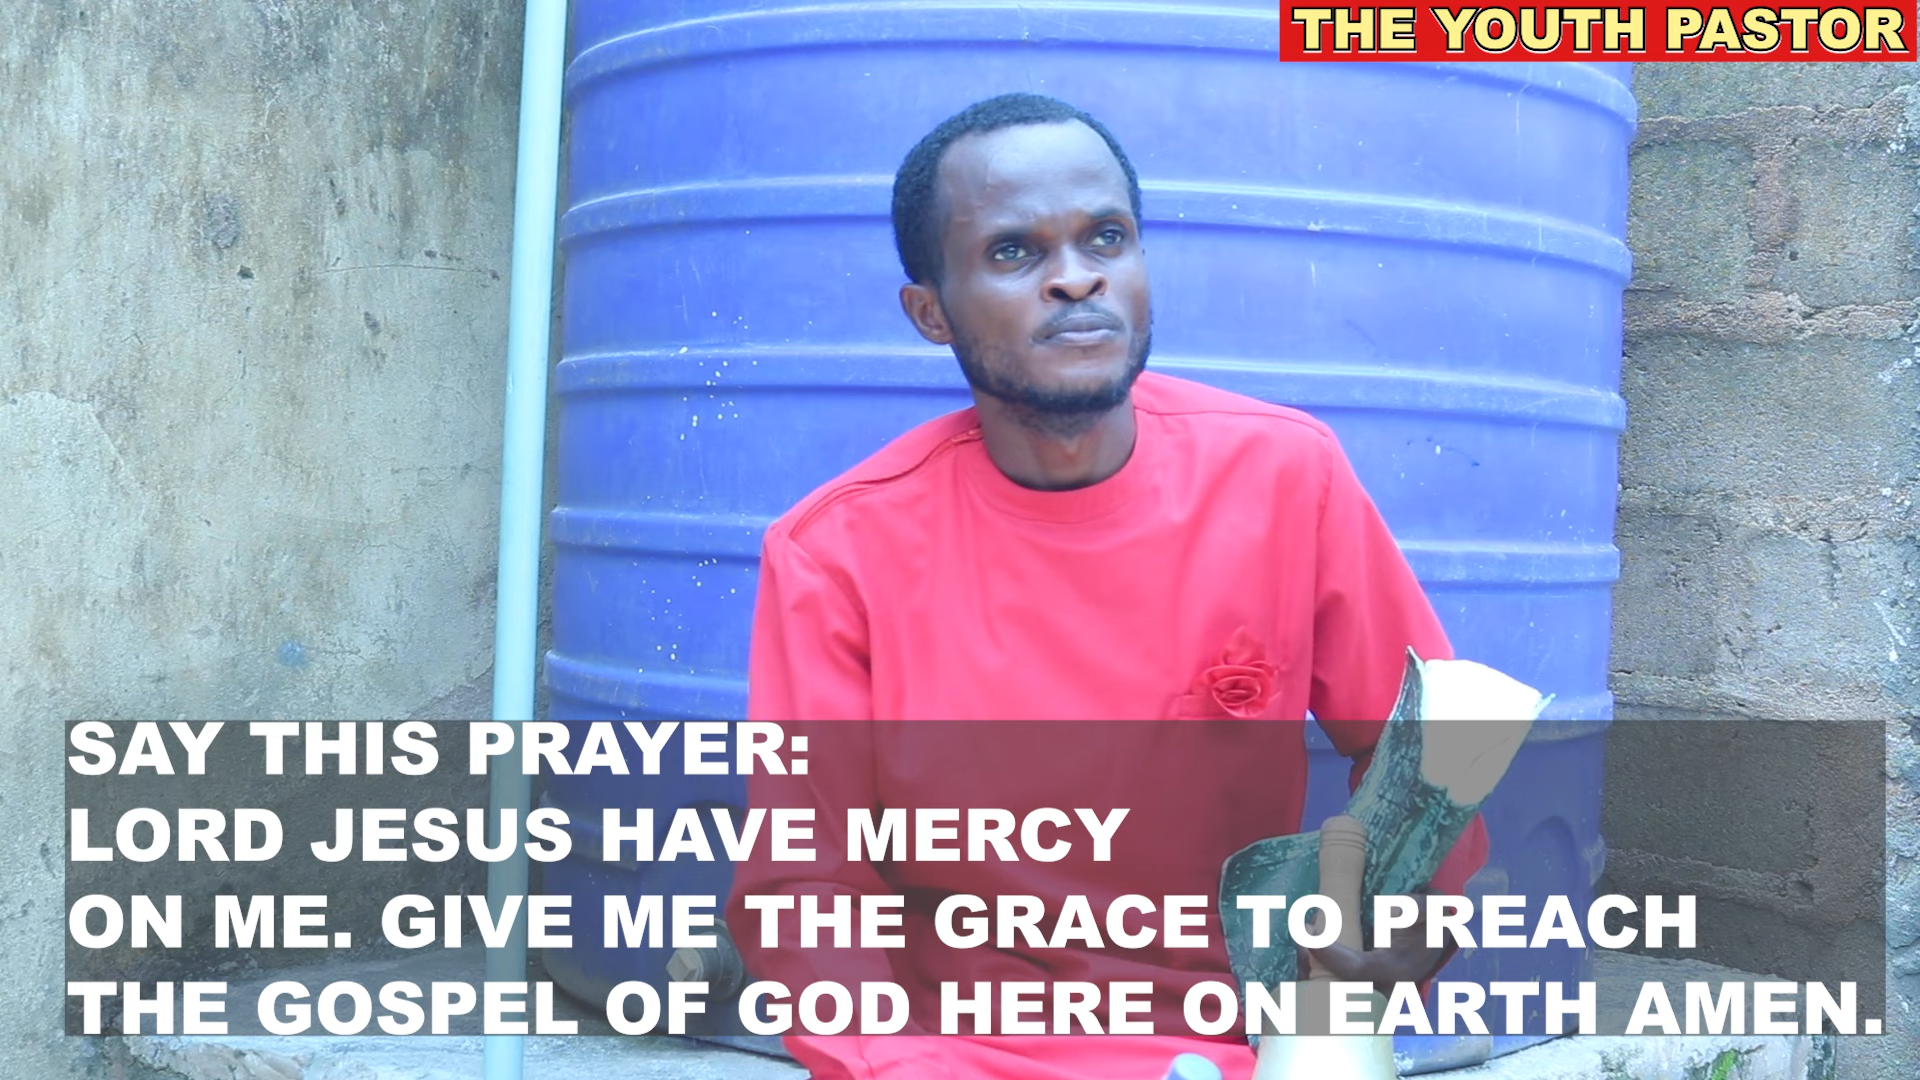 THE YOUTH PASTOR
SAY THIS PRAYER:
LORD JESUS HAVE MERCY
ON ME. GIVE ME THE GRACE TO PREACH
THE GOSPEL OF GOD HERE ON EARTH AMEN.